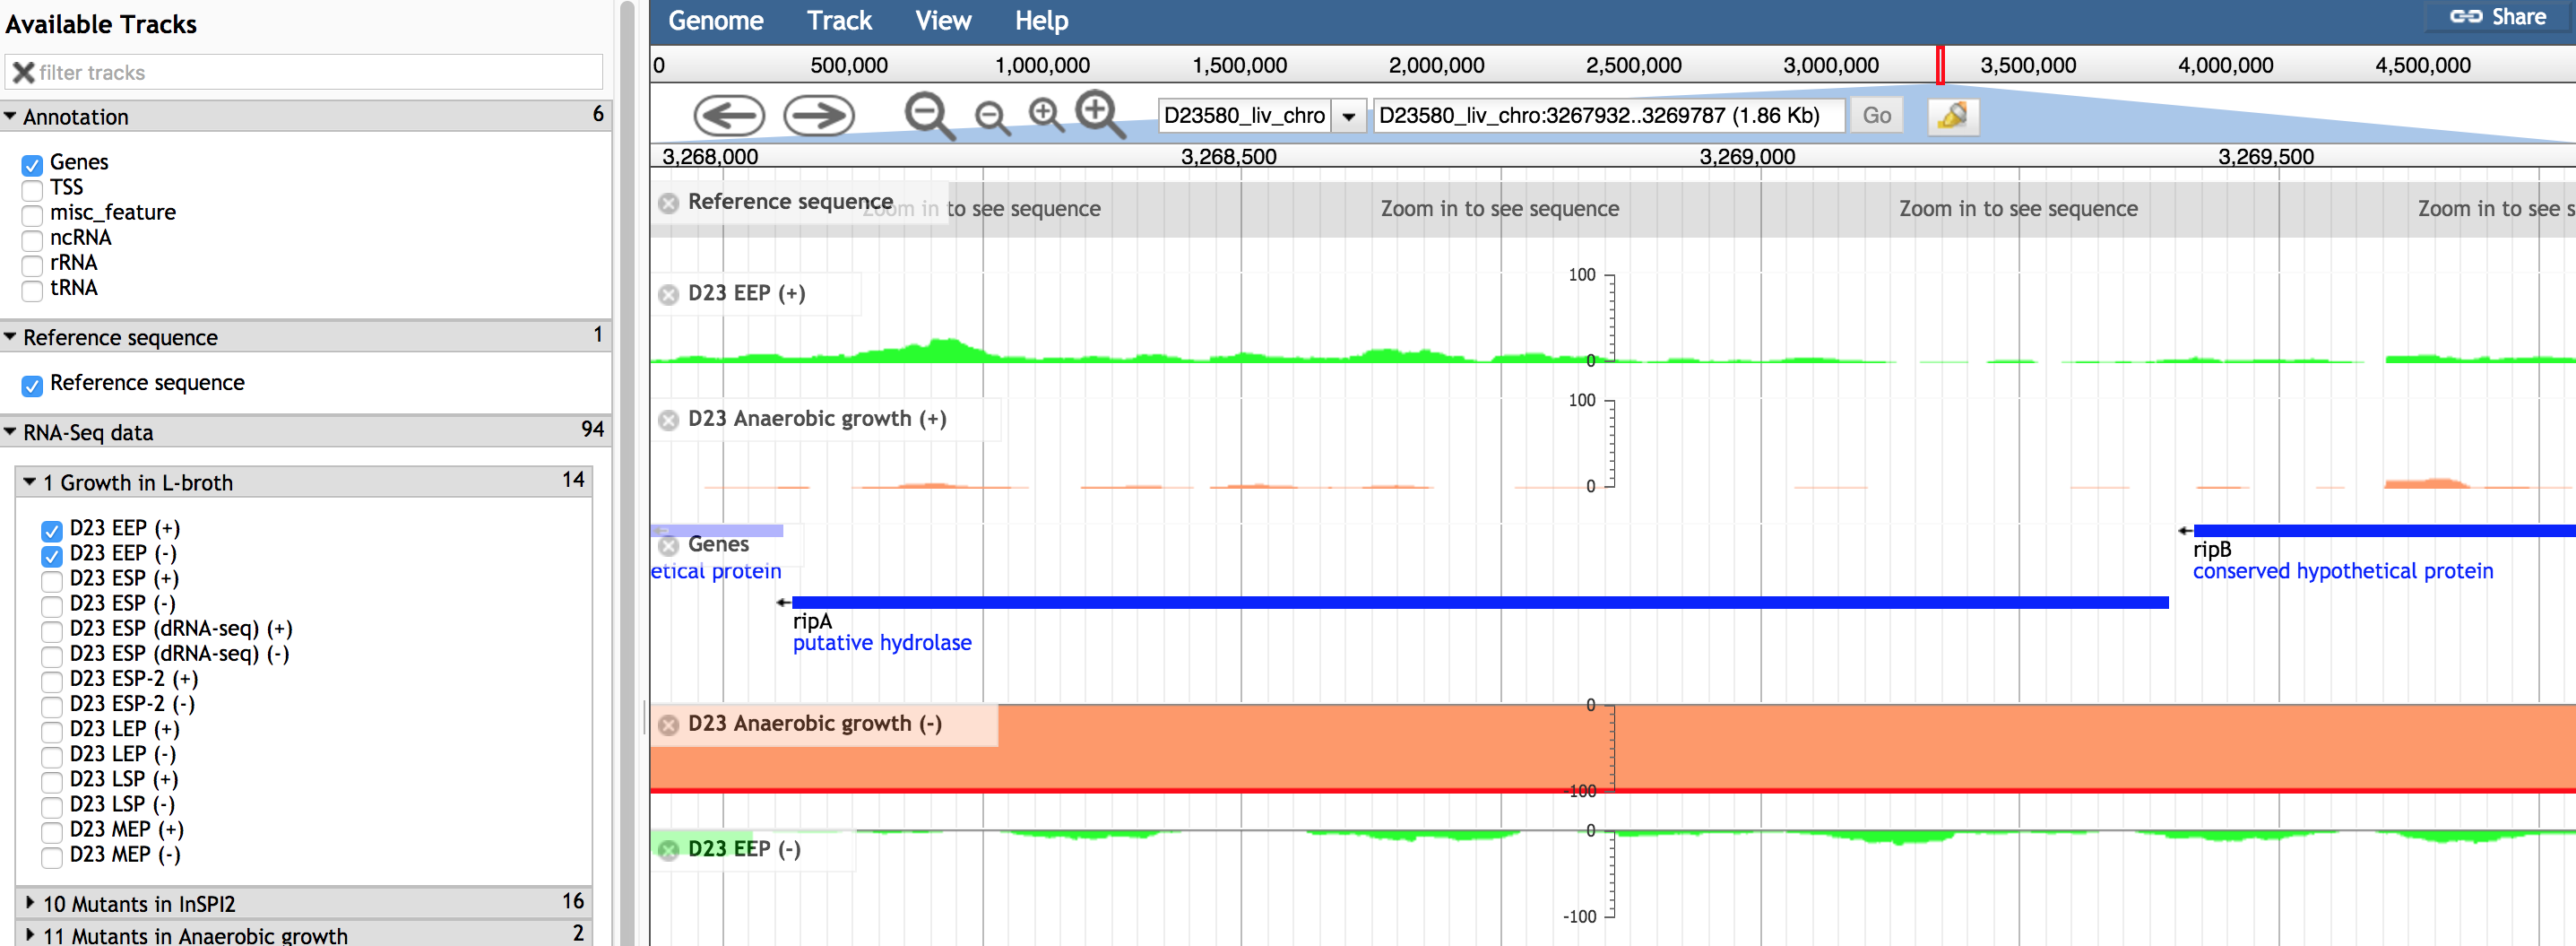 Available Tracks
filter tracks
Annotation 6
Genes
TSS
misc_feature
ncRNA
rRNA
tRNA
Reference sequence 1
Reference sequence
RNA-Seq data 94
1 Growth in L-broth 14
D23 EEP (+)
D23 EEP (-)
D23 ESP (+)
D23 ESP (-)
D23 ESP (dRNA-seq) (+)
D23 ESP (dRNA-seq) (-)
D23 ESP-2 (+)
D23 ESP-2 (-)
D23 LEP (+)
D23 LEP (-)
D23 LSP (+)
D23 LSP (-)
D23 MEP (+)
D23 MEP (-)
10 Mutants in InSPI2 16
11 Mutants in Anaerobic growth 2
Genome Track View Help Share
0 500,000 1,000,000 1,500,000 2,000,000 2,500,000 3,000,000 3,500,000 4,000,000 4,500,000
D23580_liv_chro D23580_liv_chro:3267932..3269787 (1.86 Kb) Go
3,268,000 3,268,500 3,269,000 3,269,500
Reference sequence Zoom in to see sequence Zoom in to see sequence Zoom in to see sequence Zoom in to see s
100
D23 EEP (+)
0
100
D23 Anaerobic growth (+)
0
Genes
etical protein
ripB
conserved hypothetical protein
ripA
putative hydrolase
0
D23 Anaerobic growth (-)
-100
0
D23 EEP (-)
-100